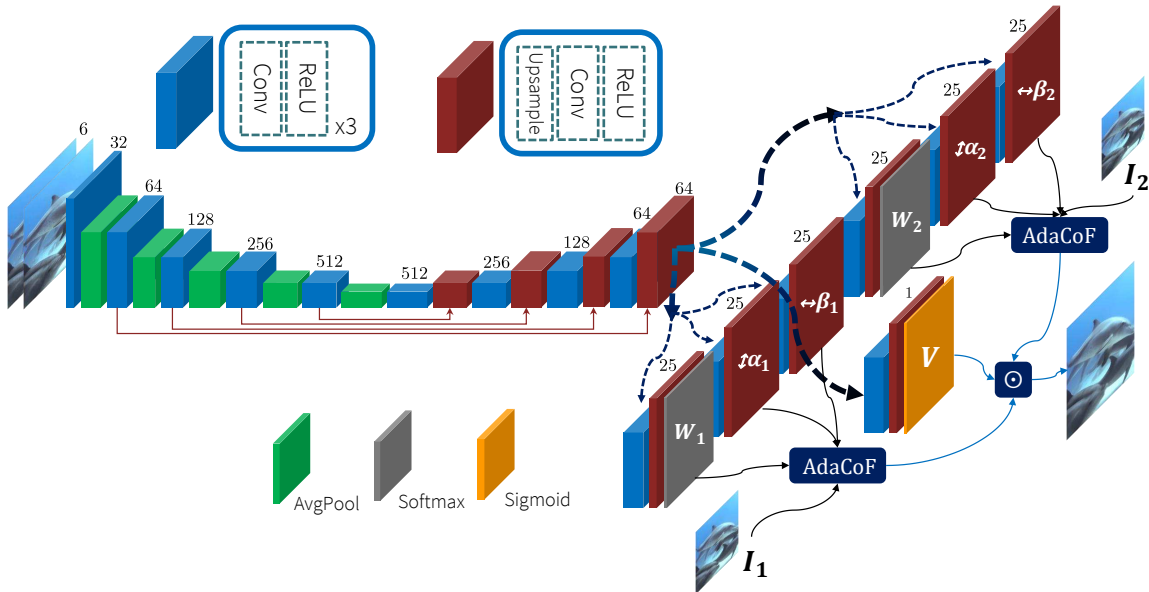 Conv
ReLU
x3
Upsample
Conv
ReLU
6
32
64
128
256
512
512
256
128
64
64
25
↔β₂
25
↕α₂
25
W₂
25
↔β₁
25
↕α₁
25
W₁
1
V
I₂
AdaCoF
⊙
AdaCoF
I₁
AvgPool
Softmax
Sigmoid